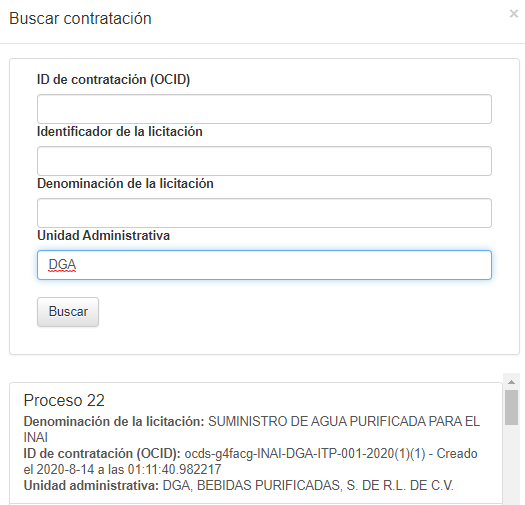 Buscar contratación
×
ID de contratación (OCID)
Identificador de la licitación
Denominación de la licitación
Unidad Administrativa
DGA
Buscar
Proceso 22
Denominación de la licitación: SUMINISTRO DE AGUA PURIFICADA PARA EL
INAI
ID de contratación (OCID): ocds-g4facg-INAI-DGA-ITP-001-2020(1)(1) - Creado
el 2020-8-14 a las 01:11:40.982217
Unidad administrativa: DGA, BEBIDAS PURIFICADAS, S. DE R.L. DE C.V.